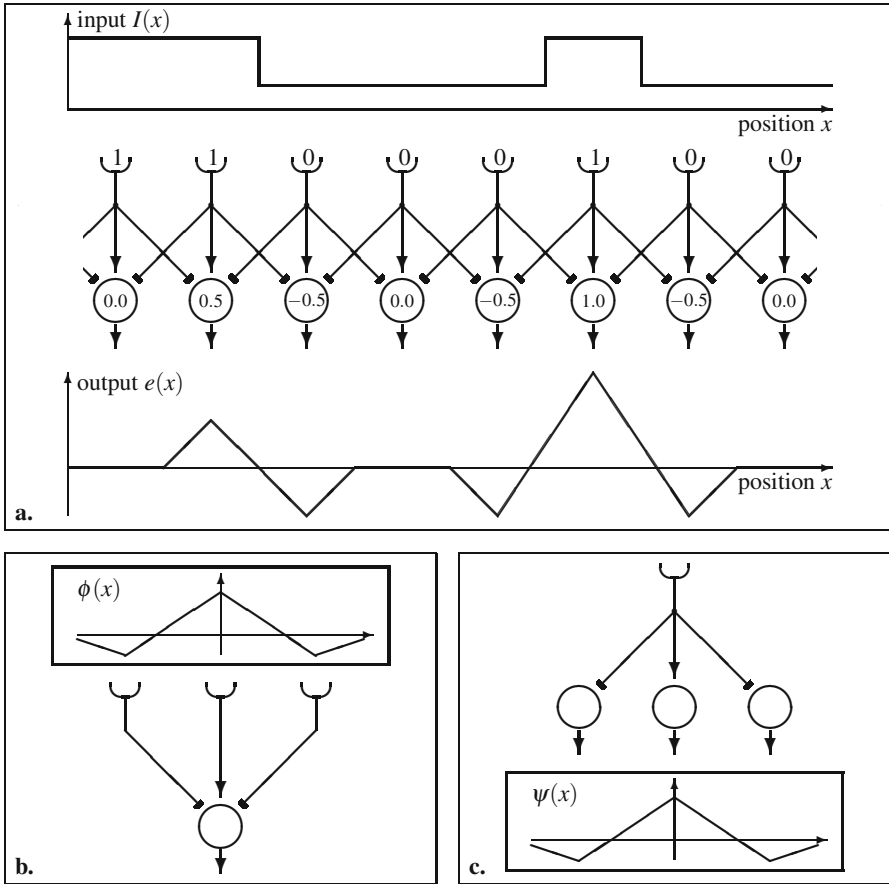 input I(x)
position x
1 1 0 0 0 1 0 0
0.0 0.5 −0.5 0.0 −0.5 1.0 −0.5 0.0
output e(x)
position x
a.
ϕ(x)
b.
ψ(x)
c.